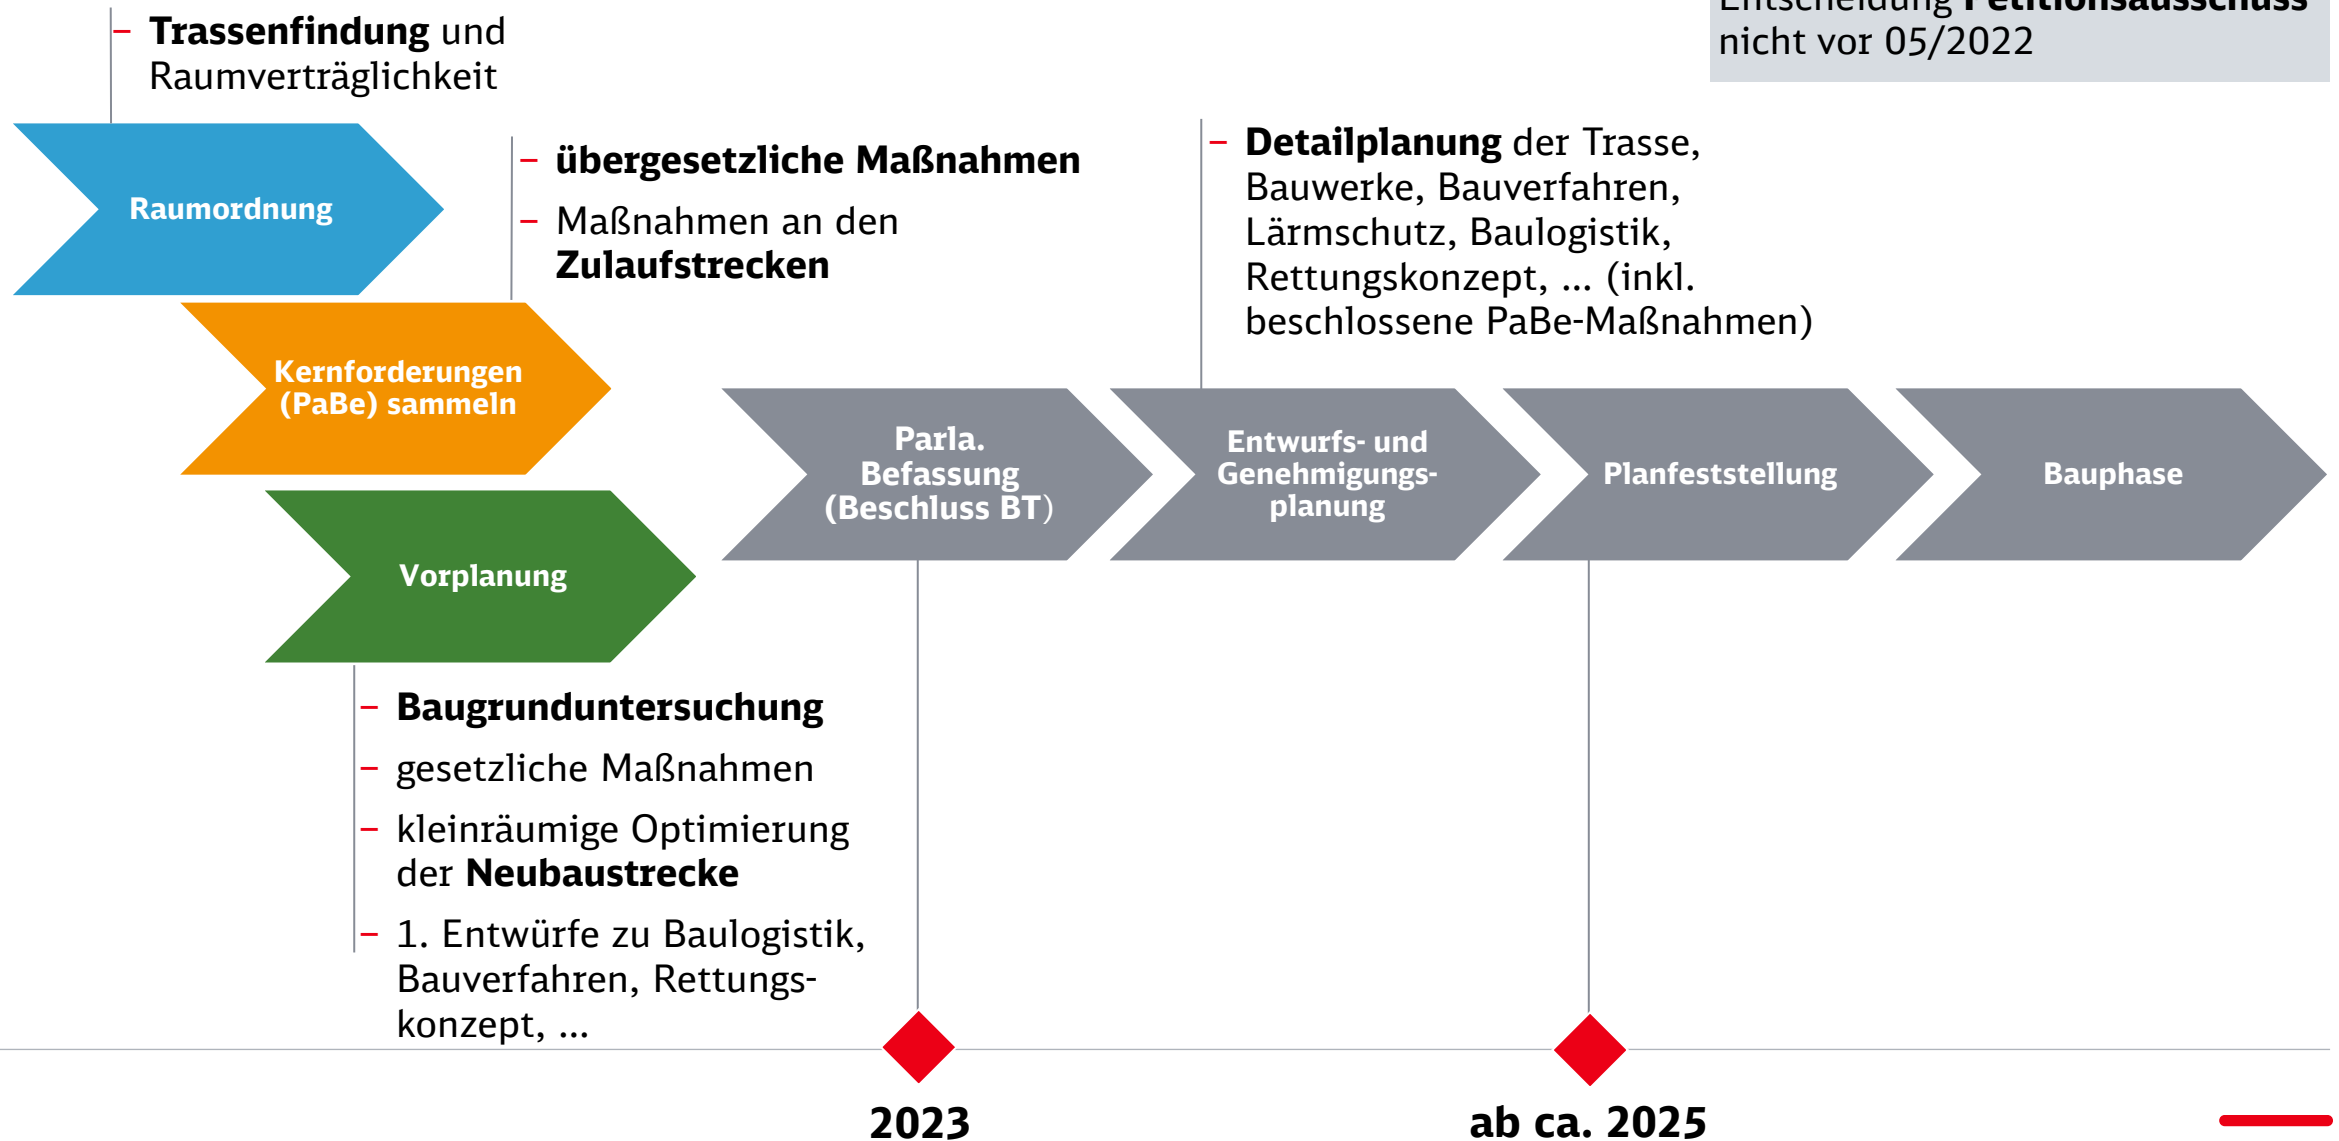 Entscheidung Petitionsausschuss
nicht vor 05/2022
– Trassenfindung und
Raumverträglichkeit
Raumordnung
– übergesetzliche Maßnahmen
– Maßnahmen an den
Zulaufstrecken
– Detailplanung der Trasse,
Bauwerke, Bauverfahren,
Lärmschutz, Baulogistik,
Rettungskonzept, ... (inkl.
beschlossene PaBe-Maßnahmen)
Kernforderungen
(PaBe) sammeln
Parla.
Befassung
(Beschluss BT)
Entwurfs- und
Genehmigungs-
planung
Planfeststellung
Bauphase
Vorplanung
– Baugrunduntersuchung
– gesetzliche Maßnahmen
– kleinräumige Optimierung
der Neubaustrecke
– 1. Entwürfe zu Baulogistik,
Bauverfahren, Rettungs-
konzept, ...
2023
ab ca. 2025